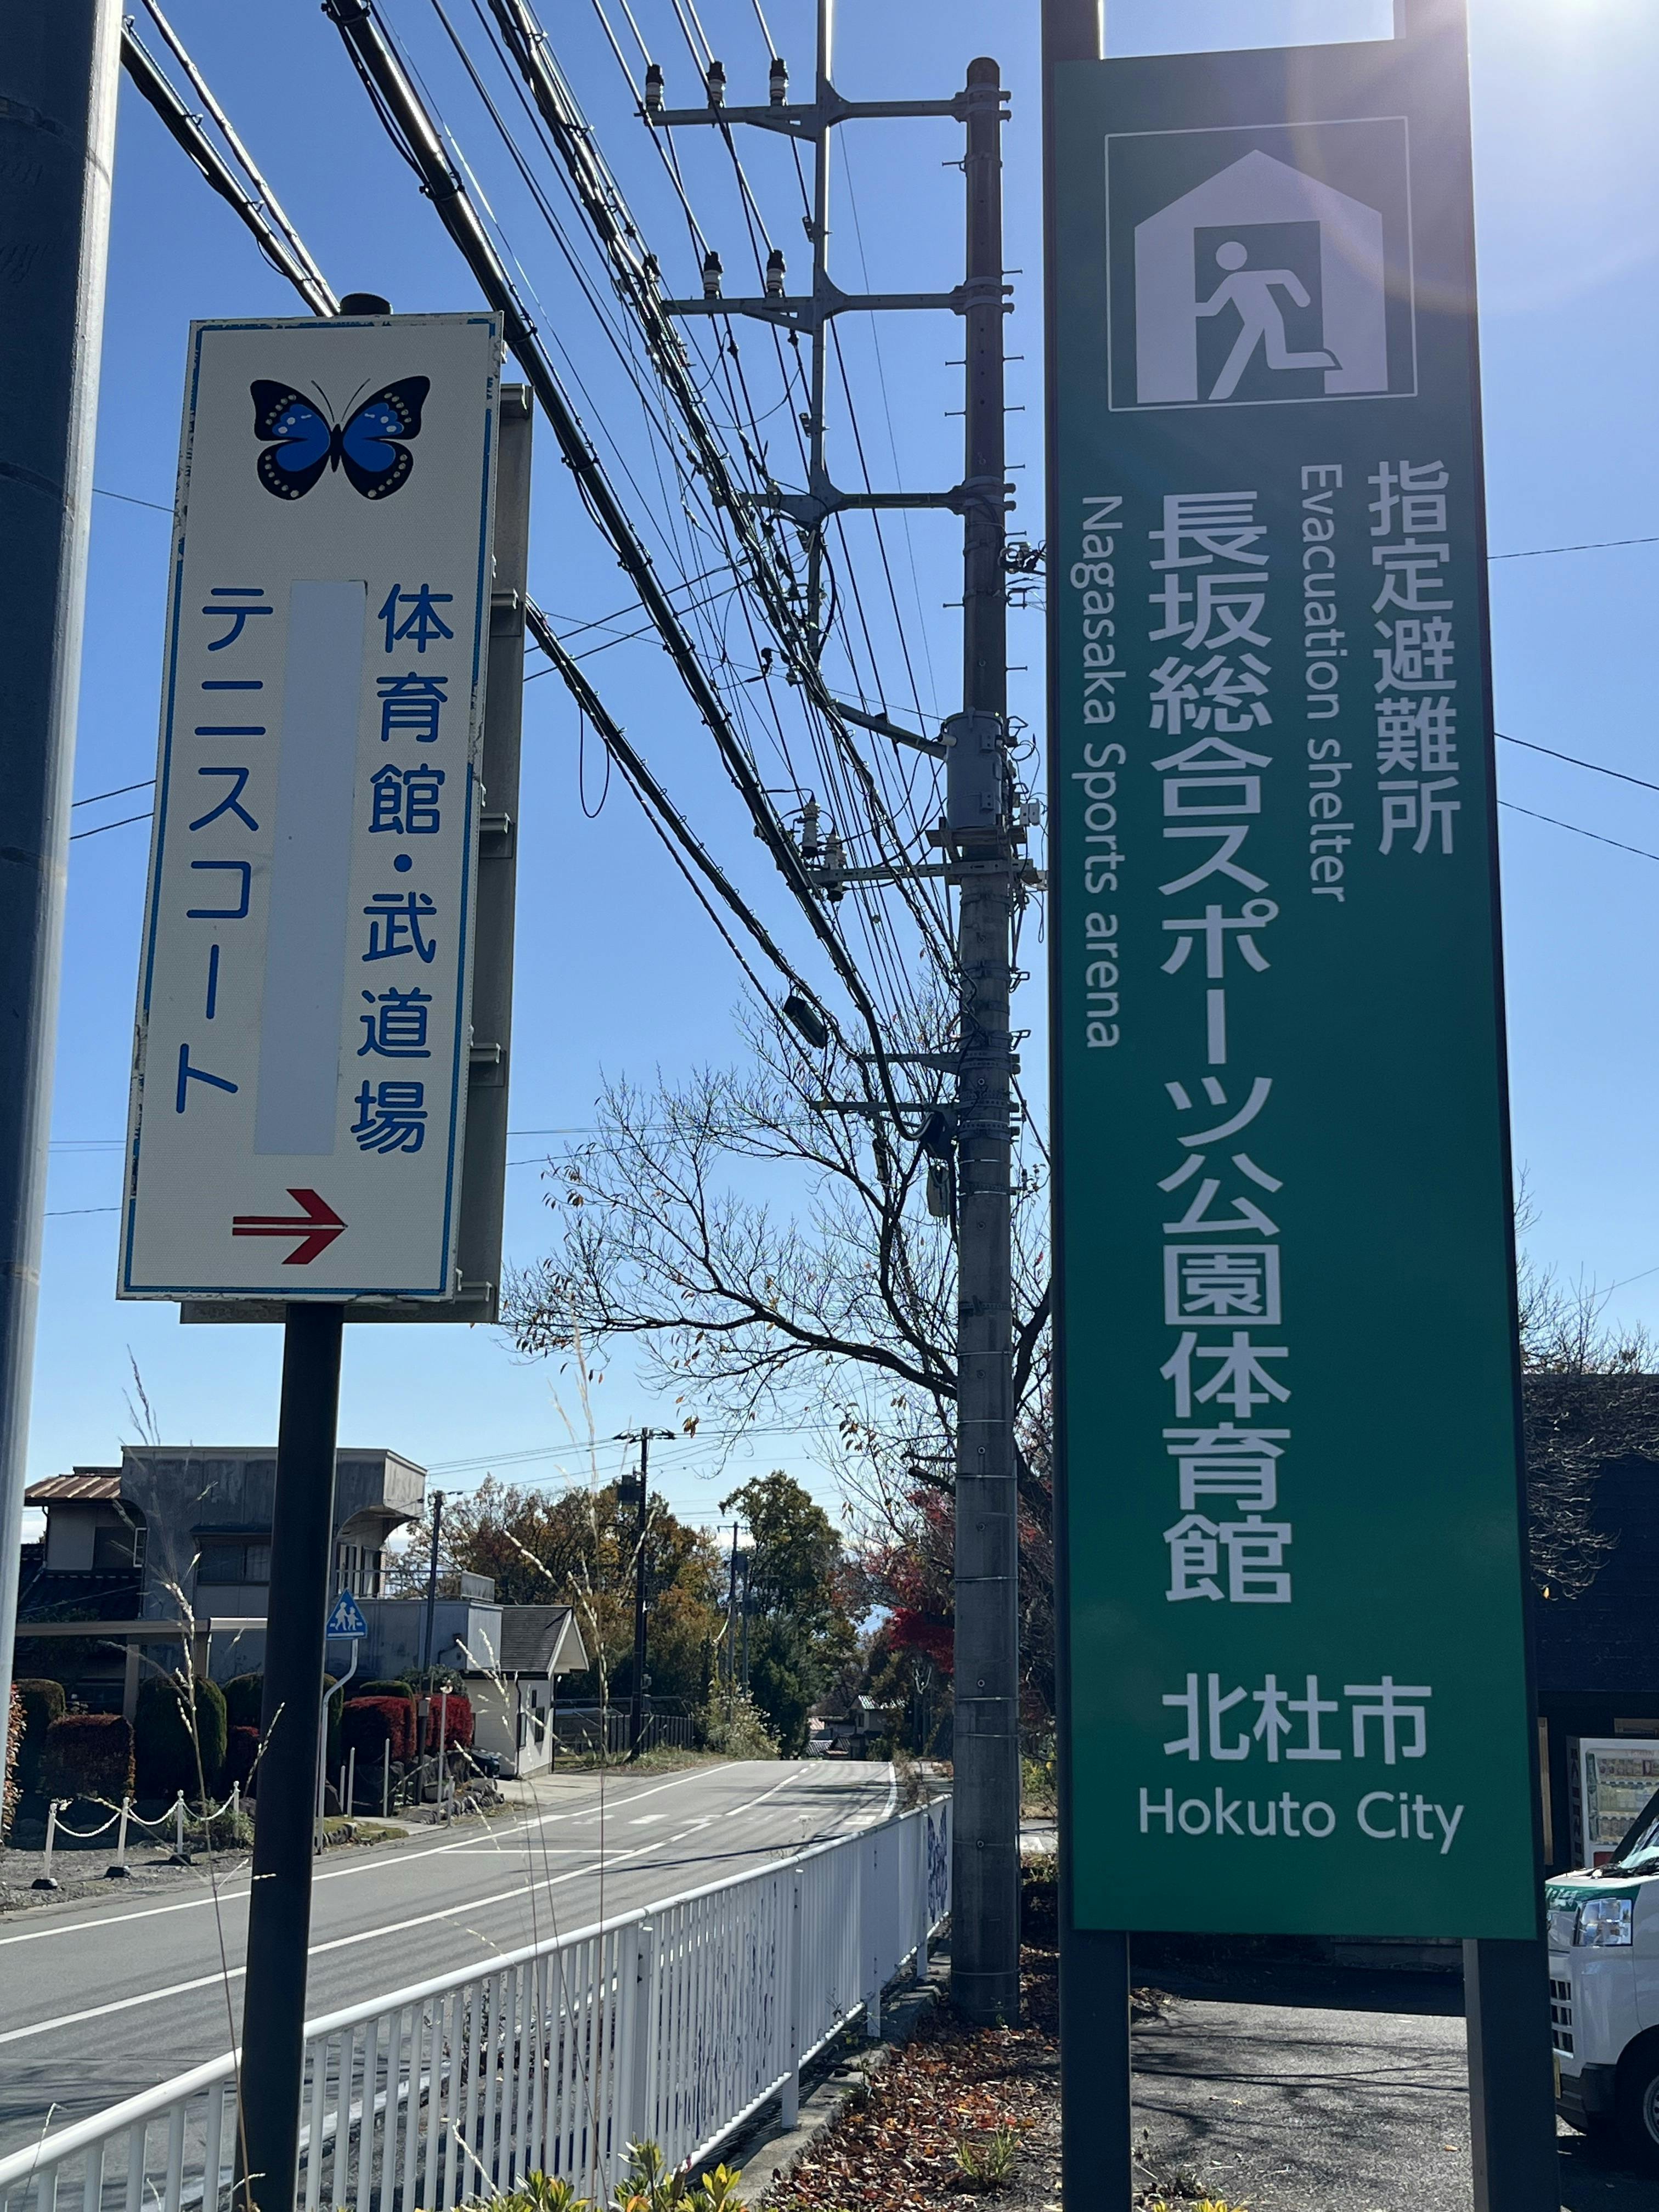 体育館・武道場
テニスコート
指定避難所
Evacuation shelter
長坂総合スポーツ公園体育館
Nagasaka Sports arena
北杜市
Hokuto City